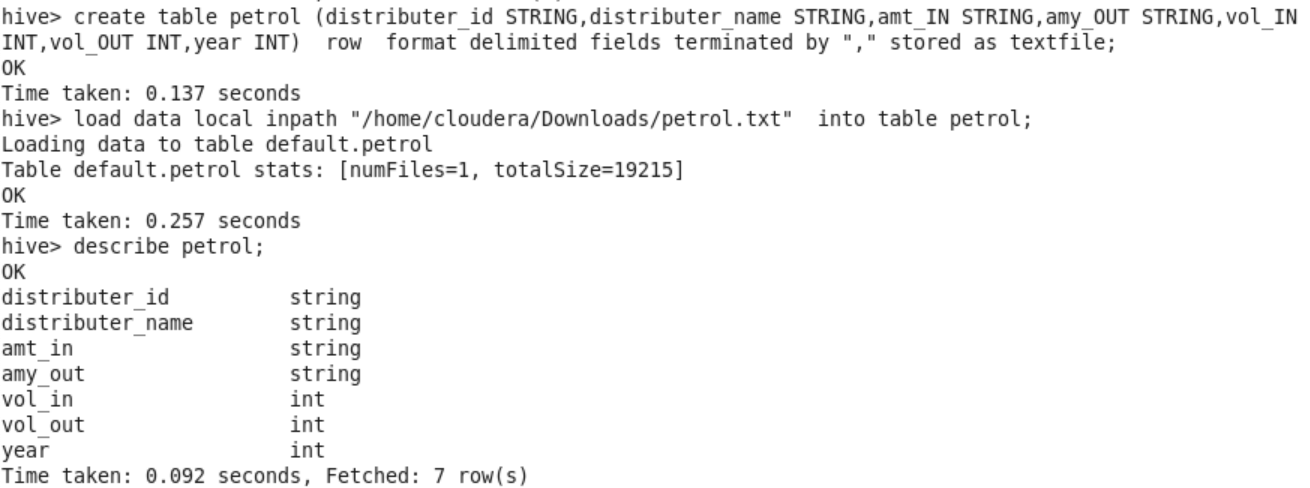 hive> create table petrol (distributer_id STRING,distributer_name STRING,amt_IN STRING,amy_OUT STRING,vol_IN
INT,vol_OUT INT,year INT)  row  format delimited fields terminated by "," stored as textfile;
OK
Time taken: 0.137 seconds
hive> load data local inpath "/home/cloudera/Downloads/petrol.txt"  into table petrol;
Loading data to table default.petrol
Table default.petrol stats: [numFiles=1, totalSize=19215]
OK
Time taken: 0.257 seconds
hive> describe petrol;
OK
distributer_id          string
distributer_name        string
amt_in                  string
amy_out                 string
vol_in                  int
vol_out                 int
year                    int
Time taken: 0.092 seconds, Fetched: 7 row(s)